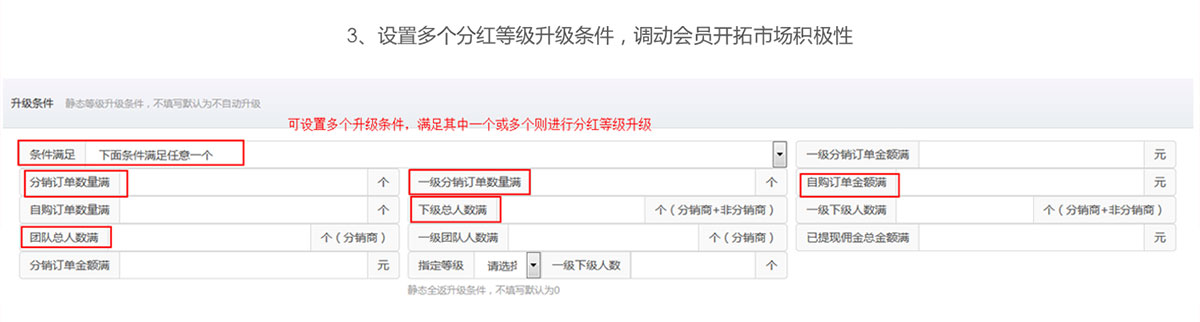 3、设置多个分红等级升级条件，调动会员开拓市场积极性
升级条件 静态等级升级条件，不填写默认为不自动升级
可设置多个升级条件，满足其中一个或多个则进行分红等级升级
条件满足 下面条件满足任意一个 一级分销订单金额满 元
分销订单数量满 个 一级分销订单数量满 个 自购订单金额满 元
自购订单数量满 个 下级总人数满 个（分销商+非分销商） 一级下级人数满 个（分销商+非分销商）
团队总人数满 个（分销商） 一级团队人数满 个（分销商） 已提现佣金总金额满 元
分销订单金额满 元 指定等级 请选择 一级下级人数 个
静态全返升级条件，不填写默认为0